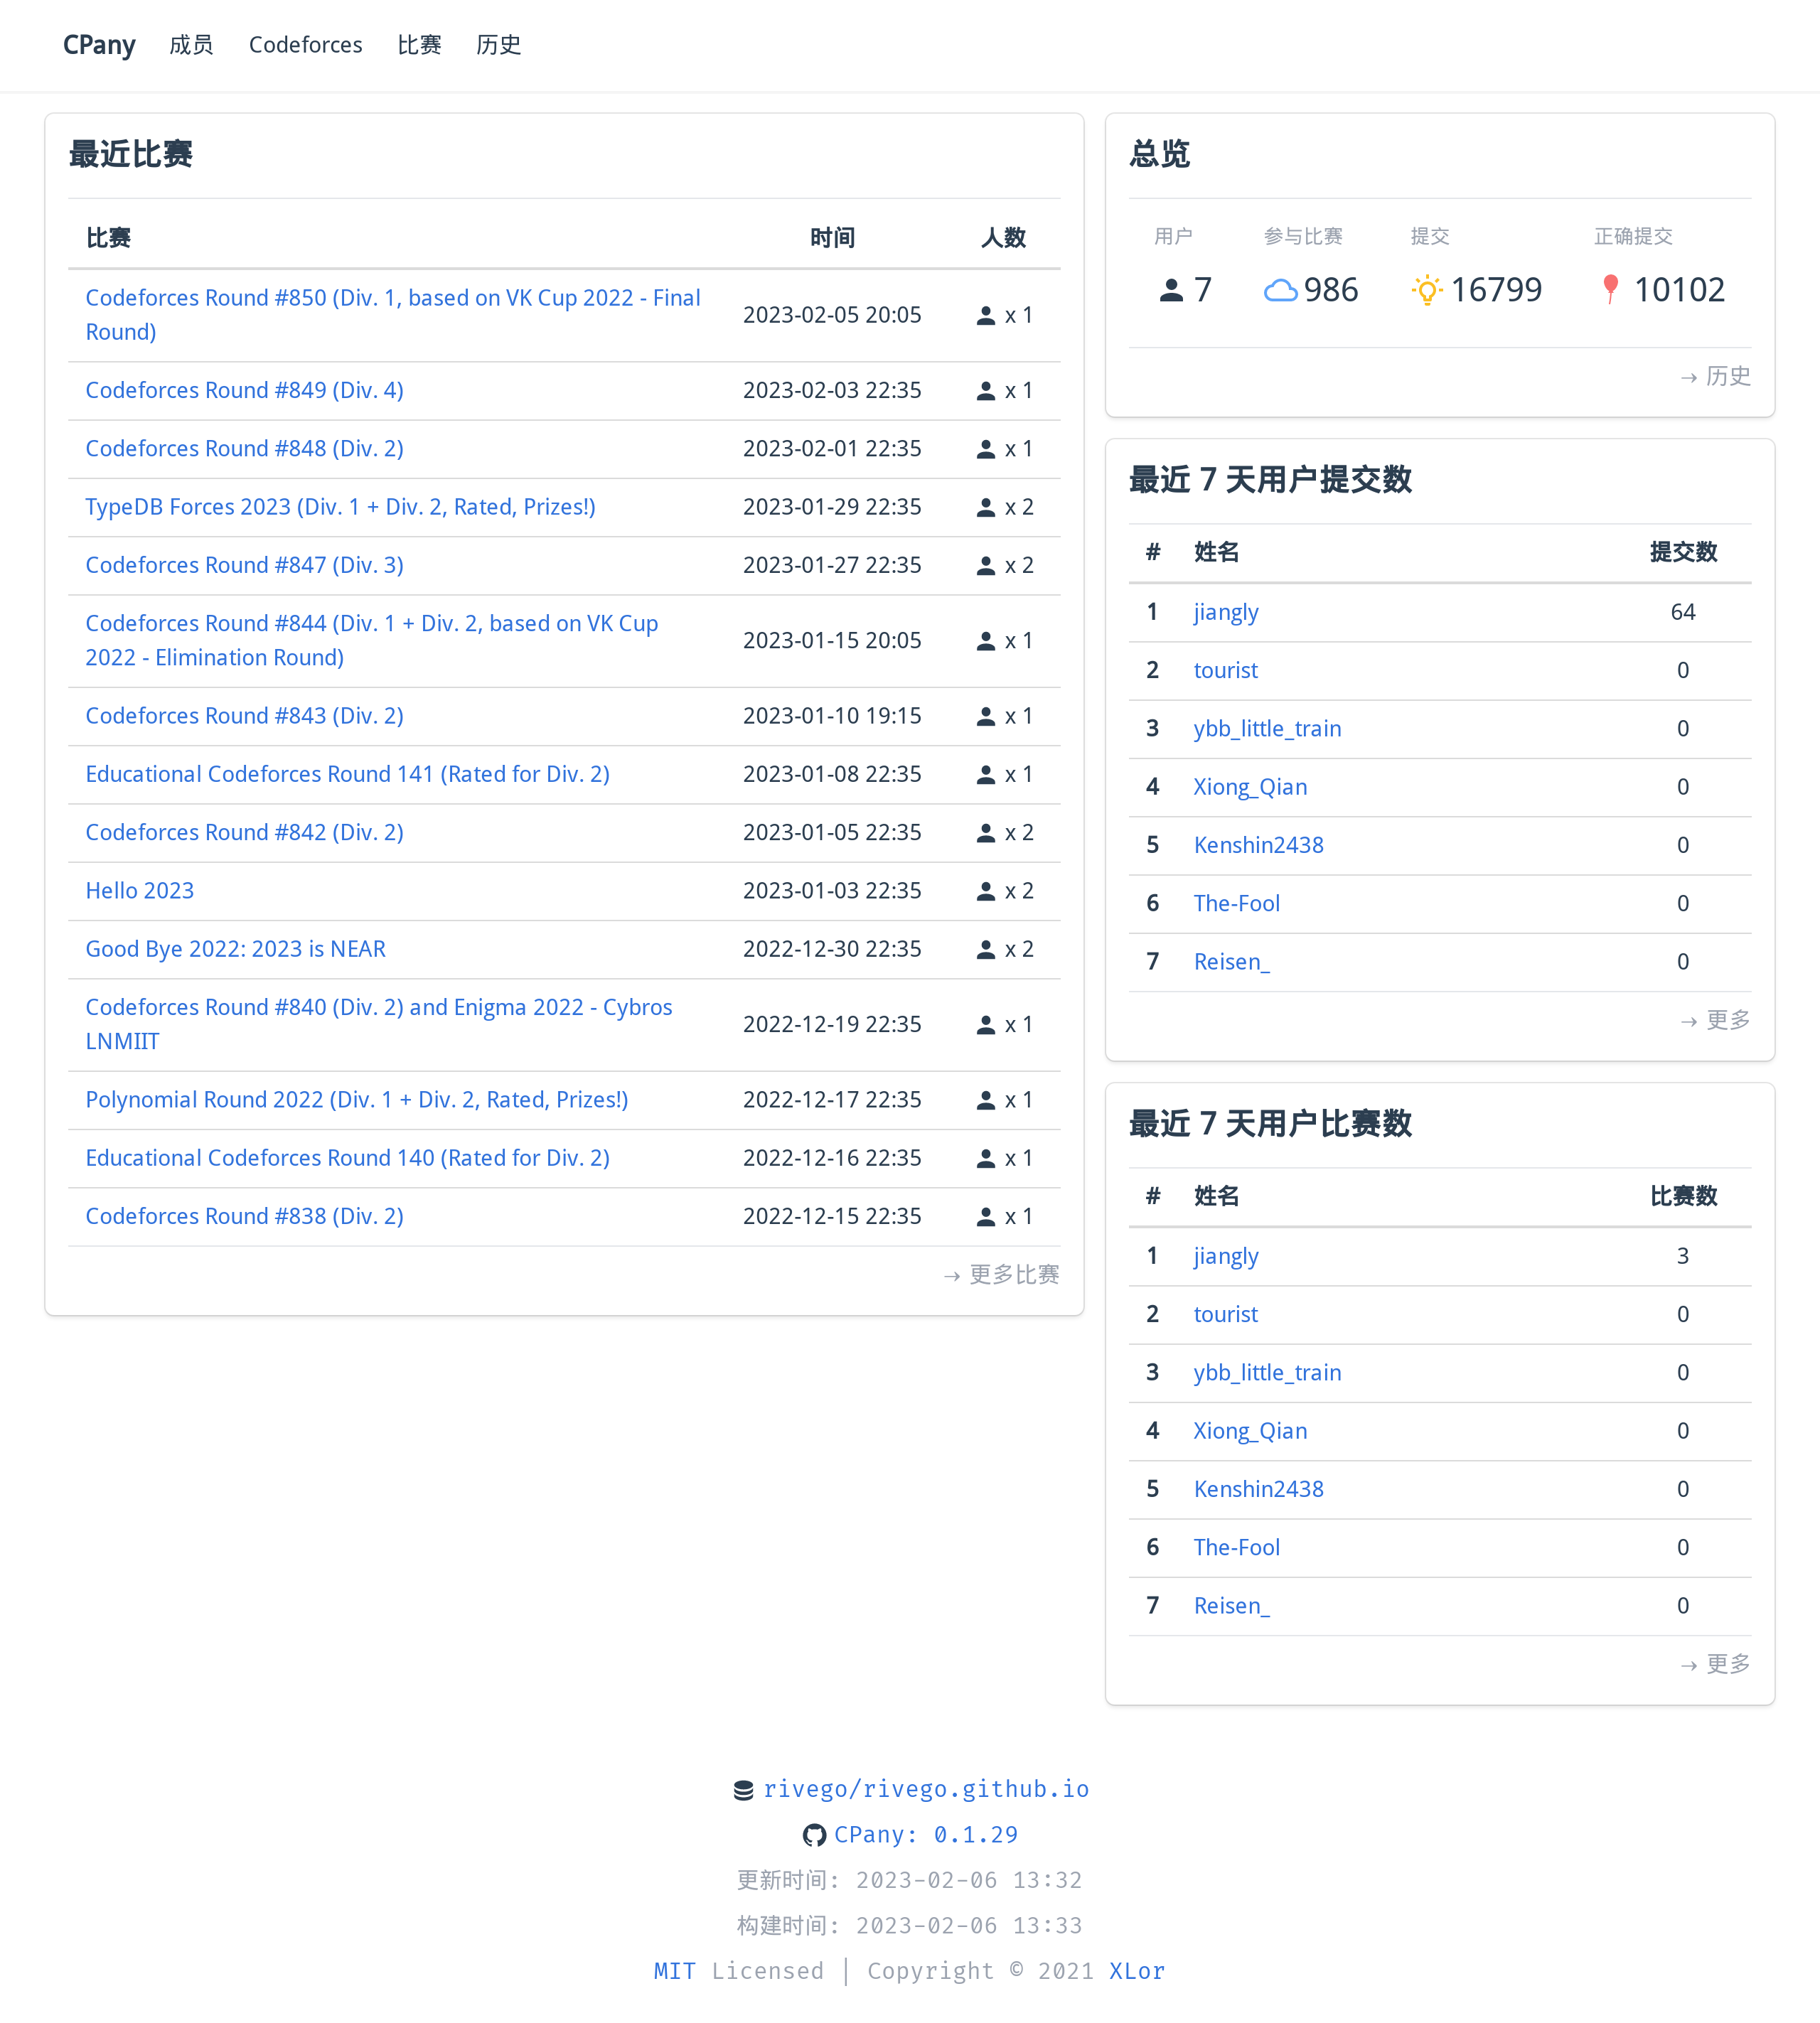 CPany 成员 Codeforces 比赛 历史
最近比赛
比赛 时间 人数
Codeforces Round #850 (Div. 1, based on VK Cup 2022 - Final
Round) 2023-02-05 20:05 x 1
Codeforces Round #849 (Div. 4) 2023-02-03 22:35 x 1
Codeforces Round #848 (Div. 2) 2023-02-01 22:35 x 1
TypeDB Forces 2023 (Div. 1 + Div. 2, Rated, Prizes!) 2023-01-29 22:35 x 2
Codeforces Round #847 (Div. 3) 2023-01-27 22:35 x 2
Codeforces Round #844 (Div. 1 + Div. 2, based on VK Cup
2022 - Elimination Round) 2023-01-15 20:05 x 1
Codeforces Round #843 (Div. 2) 2023-01-10 19:15 x 1
Educational Codeforces Round 141 (Rated for Div. 2) 2023-01-08 22:35 x 1
Codeforces Round #842 (Div. 2) 2023-01-05 22:35 x 2
Hello 2023 2023-01-03 22:35 x 2
Good Bye 2022: 2023 is NEAR 2022-12-30 22:35 x 2
Codeforces Round #840 (Div. 2) and Enigma 2022 - Cybros
LNMIIT 2022-12-19 22:35 x 1
Polynomial Round 2022 (Div. 1 + Div. 2, Rated, Prizes!) 2022-12-17 22:35 x 1
Educational Codeforces Round 140 (Rated for Div. 2) 2022-12-16 22:35 x 1
Codeforces Round #838 (Div. 2) 2022-12-15 22:35 x 1
→ 更多比赛
总览
用户 参与比赛 提交 正确提交
7 986 16799 10102
→ 历史
最近 7 天用户提交数
# 姓名 提交数
1 jiangly 64
2 tourist 0
3 ybb_little_train 0
4 Xiong_Qian 0
5 Kenshin2438 0
6 The-Fool 0
7 Reisen_ 0
→ 更多
最近 7 天用户比赛数
# 姓名 比赛数
1 jiangly 3
2 tourist 0
3 ybb_little_train 0
4 Xiong_Qian 0
5 Kenshin2438 0
6 The-Fool 0
7 Reisen_ 0
→ 更多
rivego/rivego.github.io
CPany: 0.1.29
更新时间: 2023-02-06 13:32
构建时间: 2023-02-06 13:33
MIT Licensed | Copyright © 2021 XLor